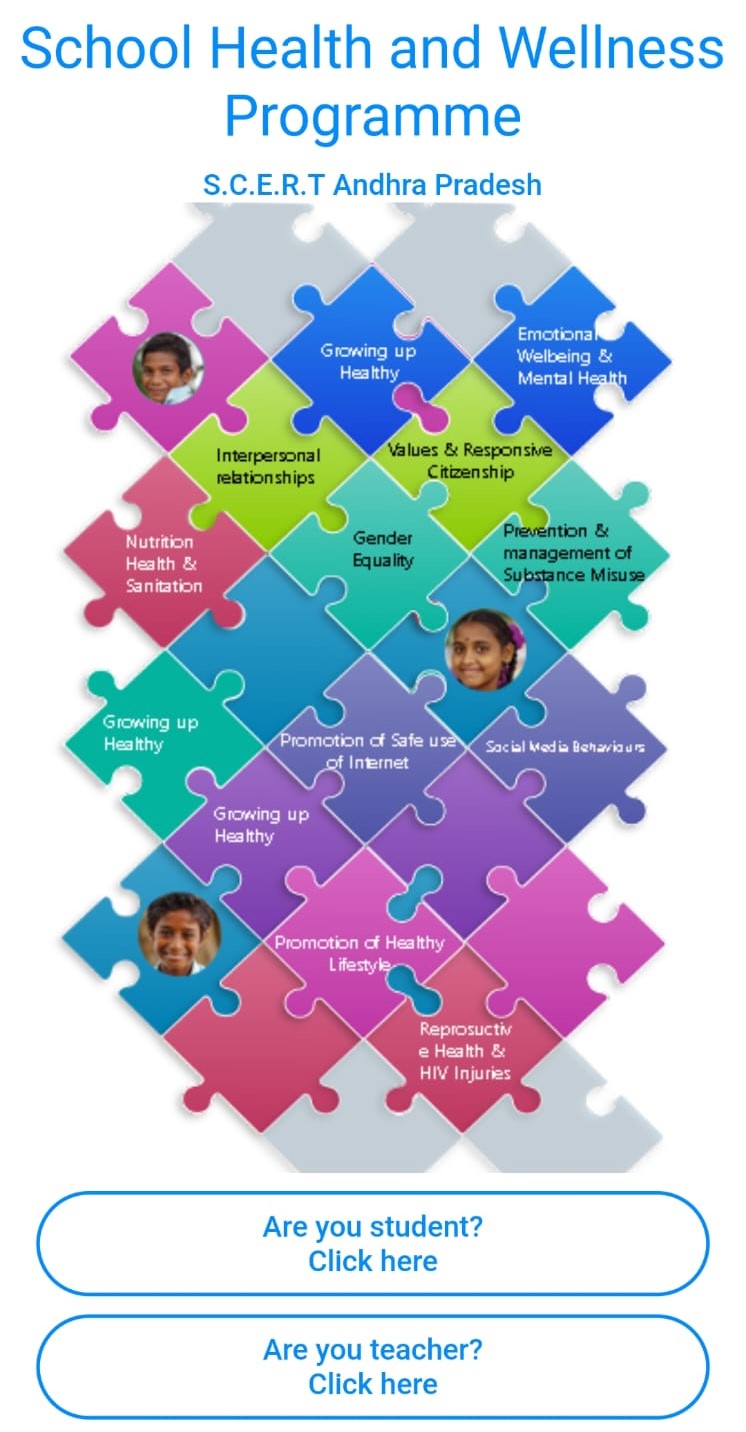 School Health and Wellness
Programme
S.C.E.R.T Andhra Pradesh
Growing up
Healthy
Emotional
Welbeing &
Mental Health
Interpersonal
relationships
Values & Responsive
Citizenship
Nutrition
Health &
Sanitation
Gender
Equality
Prevention &
management of
Substance Misuse
Growing up
Healthy
Promotion of Safe use
of Internet
Social Media Behaviours
Growing up
Healthy
Promotion of Healthy
Lifestyle
Reprosuctiv
e Health &
HIV Injuries
Are you student?
Click here
Are you teacher?
Click here